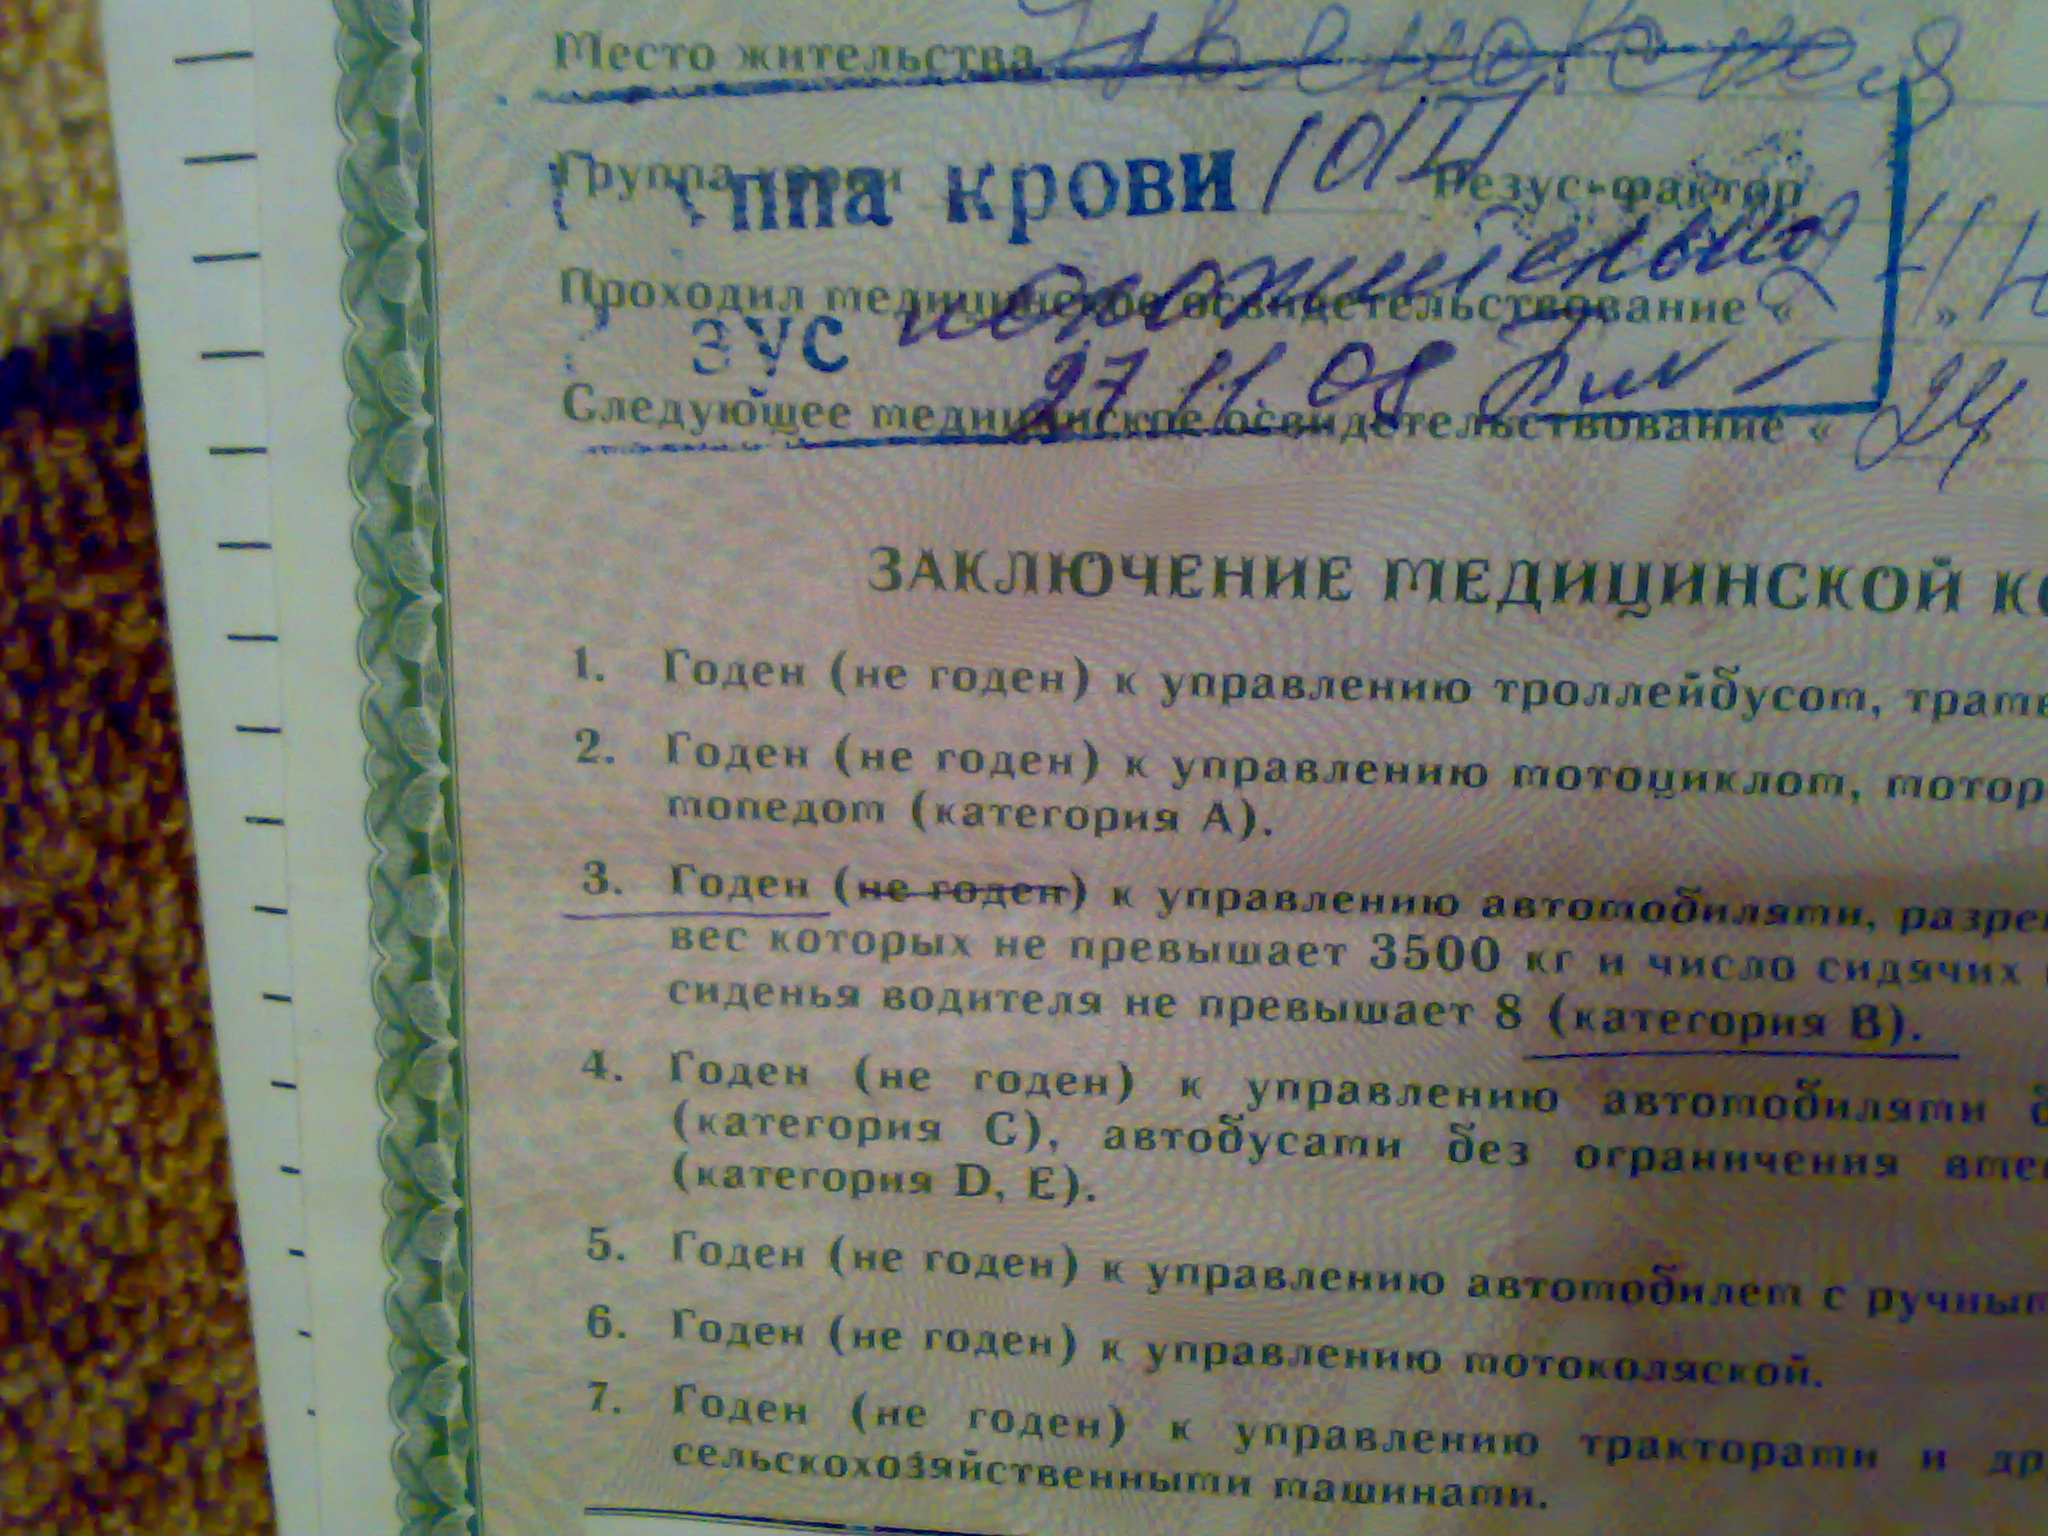 Место жительства
Группа крови Резус-фактор
ппа крови
Проходил медицинское освидетельствование « »
зус положительно
27 11 08
Следующее медицинское освидетельствование « 24 »
ЗАКЛЮЧЕНИЕ МЕДИЦИНСКОЙ
1. Годен (не годен) к управлению троллейбусом,
2. Годен (не годен) к управлению мотоциклом,
мопедом (категория А).
3. Годен (не годен) к управлению автомобилями,
вес которых не превышает 3500 кг и число сидячих
сиденья водителя не превышает 8 (категория В).
4. Годен (не годен) к управлению автомобилями
(категория С), автобусами без ограничения
(категория D, E).
5. Годен (не годен) к управлению автомобилем с
6. Годен (не годен) к управлению мотоколяской.
7. Годен (не годен) к управлению тракторами и
сельскохозяйственными машинами.